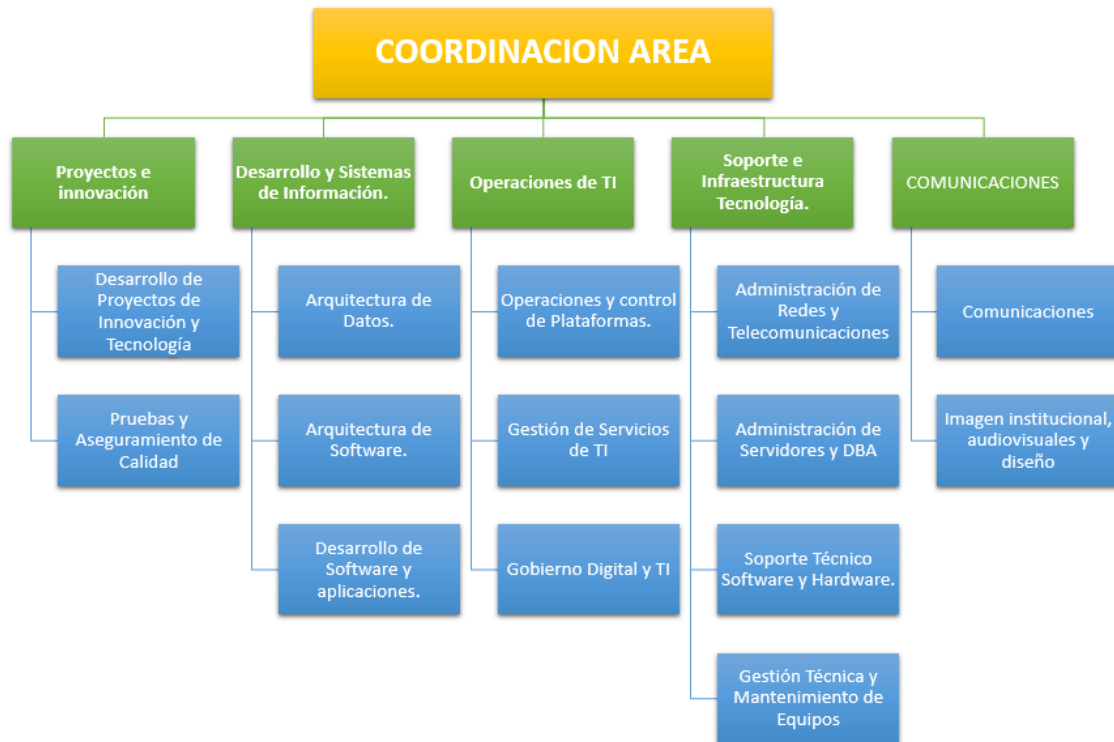 COORDINACION AREA
Proyectos e
innovación
Desarrollo y Sistemas
de Información.
Operaciones de TI
Soporte e
Infraestructura
Tecnología.
COMUNICACIONES
Desarrollo de
Proyectos de
Innovación y
Tecnología
Pruebas y
Aseguramiento de
Calidad
Arquitectura de
Datos.
Arquitectura de
Software.
Desarrollo de
Software y
aplicaciones.
Operaciones y control
de Plataformas.
Gestión de Servicios
de TI
Gobierno Digital y TI
Administración de
Redes y
Telecomunicaciones
Administración de
Servidores y DBA
Soporte Técnico
Software y Hardware.
Gestión Técnica y
Mantenimiento de
Equipos
Comunicaciones
Imagen institucional,
audiovisuales y
diseño